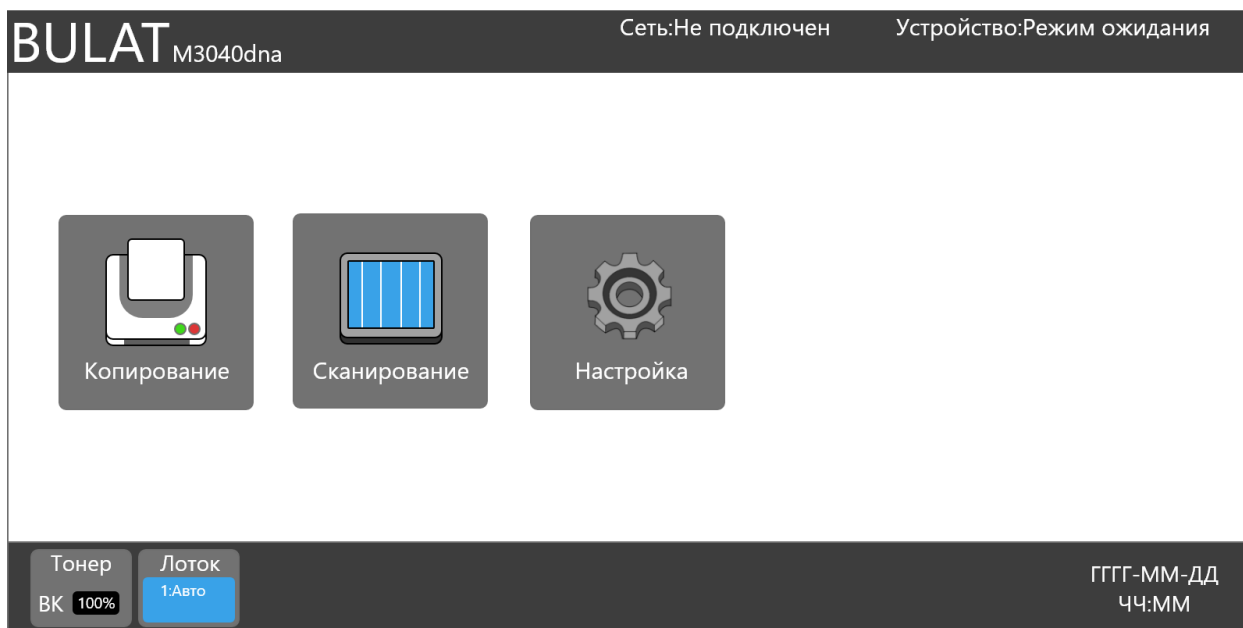 BULAT M3040dna
Сеть:Не подключен
Устройство:Режим ожидания
Копирование
Сканирование
Настройка
Тонер
BK 100%
Лоток
1:Авто
ГГГГ-ММ-ДД
ЧЧ:ММ